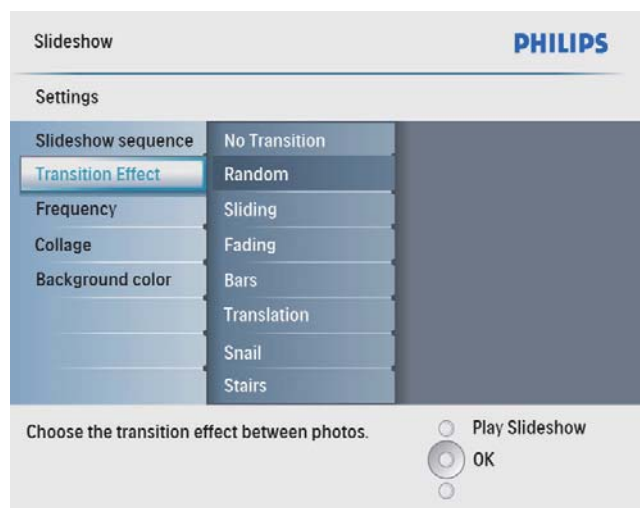 Slideshow
PHILIPS
Settings
Slideshow sequence
Transition Effect
Frequency
Collage
Background color
No Transition
Random
Sliding
Fading
Bars
Translation
Snail
Stairs
Choose the transition effect between photos.
Play Slideshow
OK